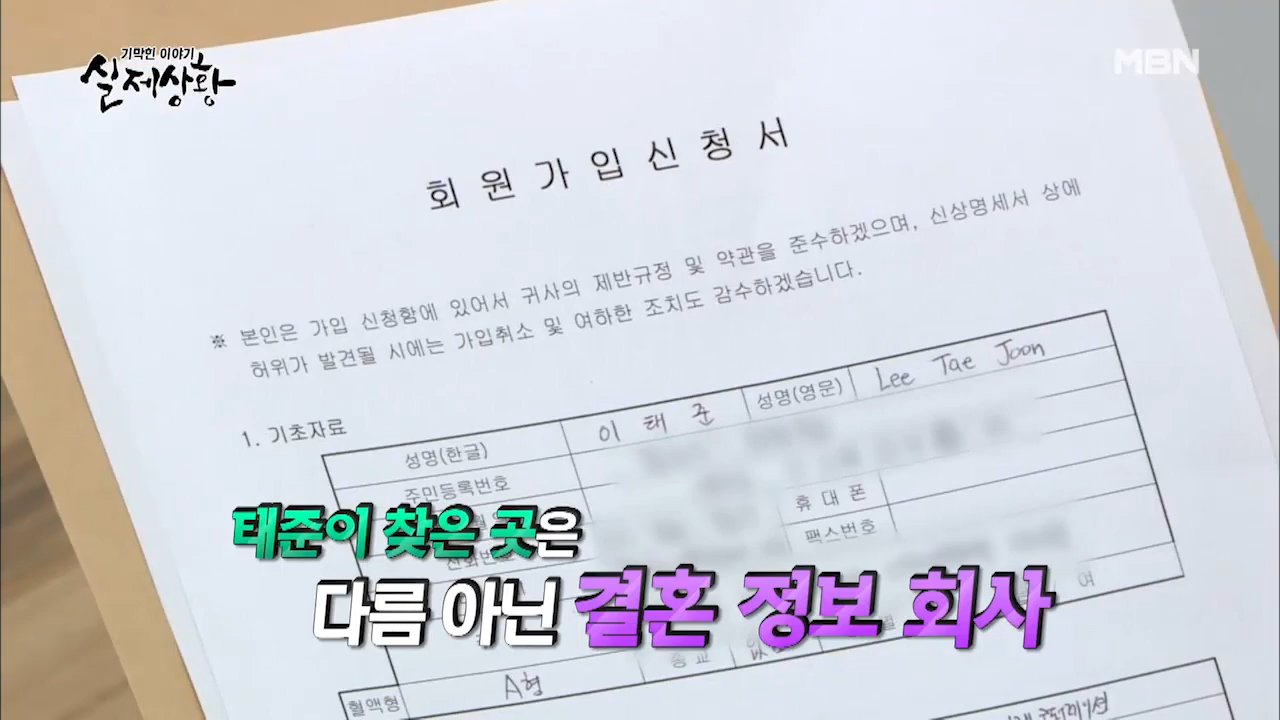 기막힌 이야기
실제상황
MBN
회원가입신청서
※ 본인은 가입 신청함에 있어서 귀사의 제반규정 및 약관을 준수하겠으며, 신상명세서 상에
허위가 발견될 시에는 가입취소 및 여하한 조치도 감수하겠습니다.
1. 기초자료
성명(한글) 이 태 준 성명(영문) Lee Tae Joon
주민등록번호
휴 대 폰
전화번호 팩스번호
태준이 찾은 곳은
다름 아닌 결혼 정보 회사
여
종교
혈액형 A형